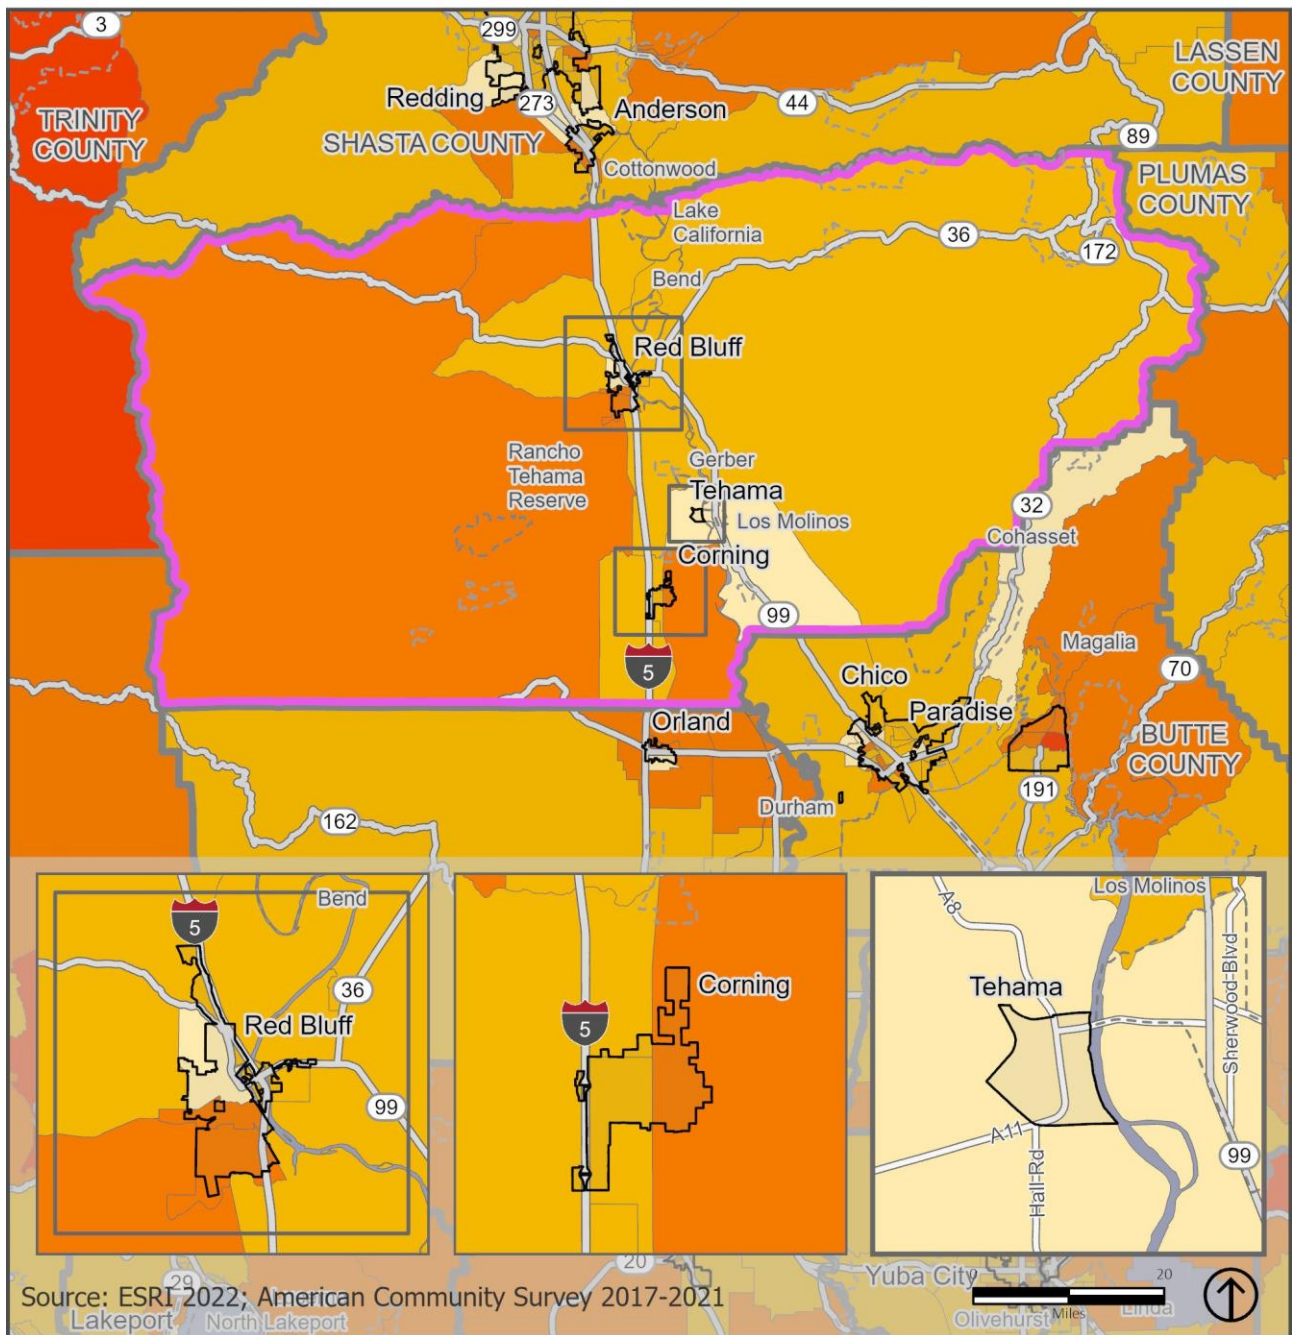 3
299
LASSEN
COUNTY
Redding
273
Anderson
44
TRINITY
COUNTY
SHASTA COUNTY
89
Cottonwood
PLUMAS
COUNTY
Lake
California
36
172
Bend
Red Bluff
Rancho
Tehama
Reserve
Gerber
Tehama
Los Molinos
32
Cohasset
Corning
99
Magalia
5
70
Chico
Paradise
Orland
BUTTE
COUNTY
191
Durham
162
5
Bend
36
Red Bluff
99
Corning
5
Los Molinos
A8
Tehama
Sherwood Blvd
A11
Hall Rd
99
20
29
Yuba City
0
20
Miles
Source: ESRI 2022; American Community Survey 2017-2021
Lakeport
North Lakeport
Olivehurst
Linda